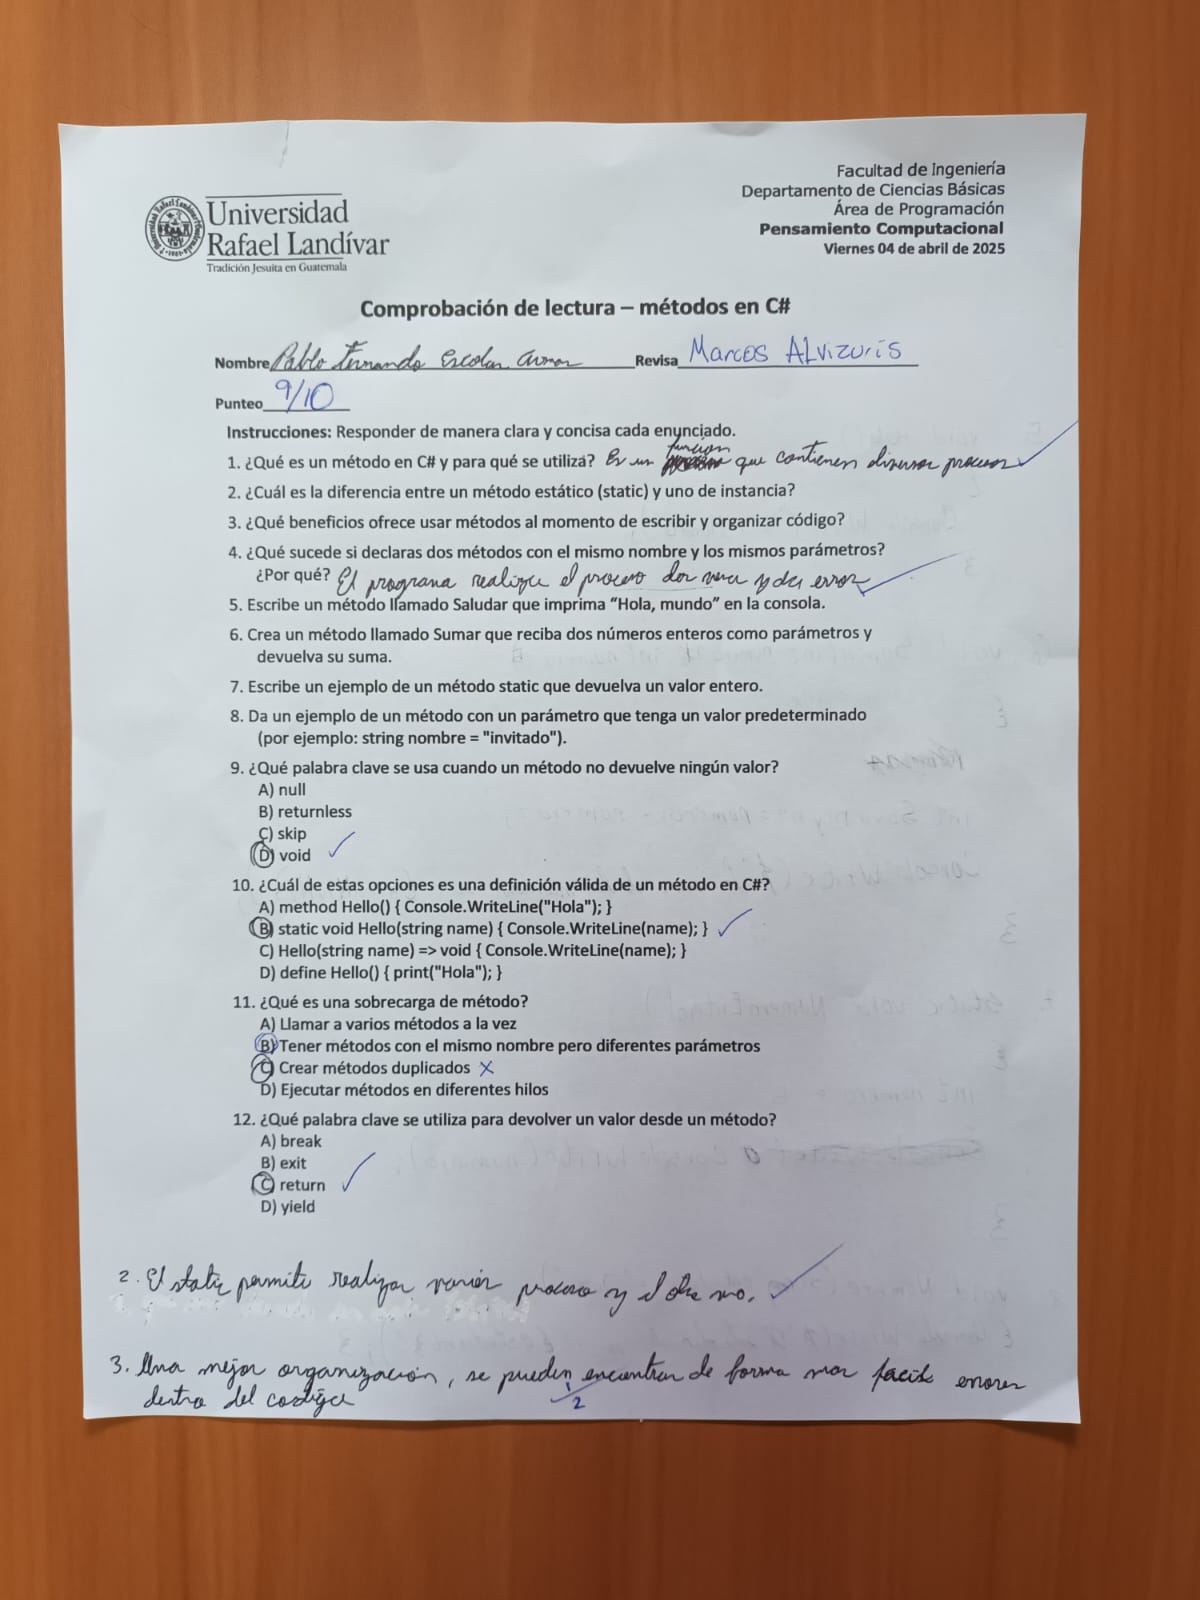 Universidad
Rafael Landívar
Tradición Jesuita en Guatemala
Facultad de Ingeniería
Departamento de Ciencias Básicas
Área de Programación
Pensamiento Computacional
Viernes 04 de abril de 2025
Comprobación de lectura – métodos en C#
Nombre Pablo Fernando Escolar Revisa Marcos ALvizuris
Punteo 9/10
Instrucciones: Responder de manera clara y concisa cada enunciado.
función
1. ¿Qué es un método en C# y para qué se utiliza? Es un que contienen diversos procesos
2. ¿Cuál es la diferencia entre un método estático (static) y uno de instancia?
3. ¿Qué beneficios ofrece usar métodos al momento de escribir y organizar código?
4. ¿Qué sucede si declaras dos métodos con el mismo nombre y los mismos parámetros?
¿Por qué? El programa realiza el proceso dos veces y da error
5. Escribe un método llamado Saludar que imprima “Hola, mundo” en la consola.
6. Crea un método llamado Sumar que reciba dos números enteros como parámetros y
devuelva su suma.
7. Escribe un ejemplo de un método static que devuelva un valor entero.
8. Da un ejemplo de un método con un parámetro que tenga un valor predeterminado
(por ejemplo: string nombre = "invitado").
9. ¿Qué palabra clave se usa cuando un método no devuelve ningún valor?
A) null
B) returnless
C) skip
D) void
10. ¿Cuál de estas opciones es una definición válida de un método en C#?
A) method Hello() { Console.WriteLine("Hola"); }
B) static void Hello(string name) { Console.WriteLine(name); }
C) Hello(string name) => void { Console.WriteLine(name); }
D) define Hello() { print("Hola"); }
11. ¿Qué es una sobrecarga de método?
A) Llamar a varios métodos a la vez
B) Tener métodos con el mismo nombre pero diferentes parámetros
C) Crear métodos duplicados
D) Ejecutar métodos en diferentes hilos
12. ¿Qué palabra clave se utiliza para devolver un valor desde un método?
A) break
B) exit
C) return
D) yield
2. El static permite realizar varios proceso y el otro no.
3. Una mejor organización, se pueden encontrar de forma mas facil errores
dentro del
1/2